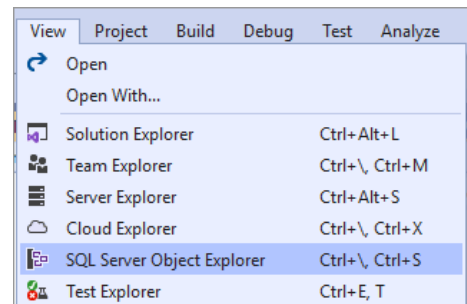 View Project Build Debug Test Analyze
Open
Open With...
Solution Explorer Ctrl+Alt+L
Team Explorer Ctrl+\, Ctrl+M
Server Explorer Ctrl+Alt+S
Cloud Explorer Ctrl+\, Ctrl+X
SQL Server Object Explorer Ctrl+\, Ctrl+S
Test Explorer Ctrl+E, T